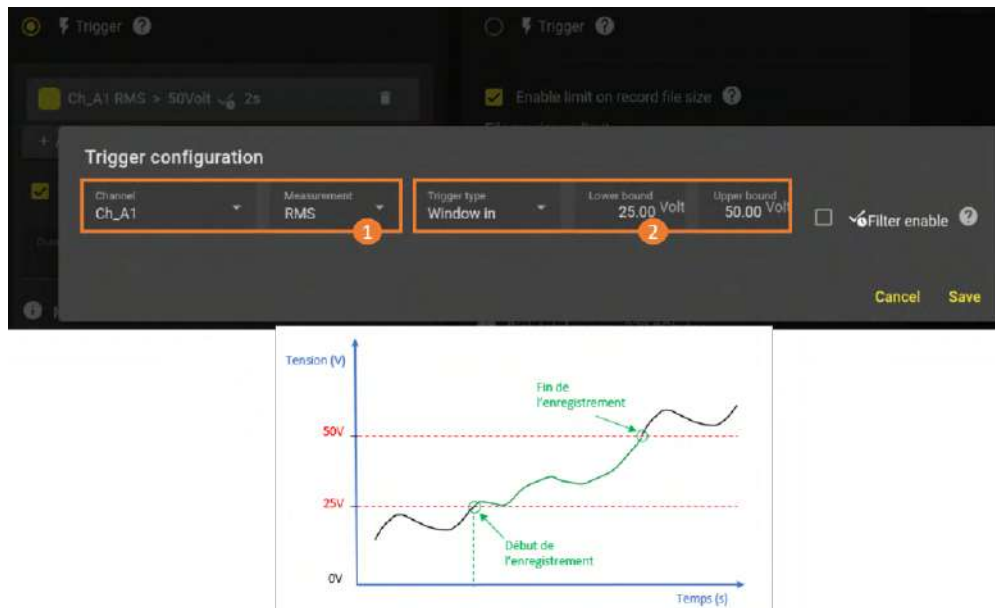 Trigger ?
Trigger ?
Ch_A1 RMS > 50Volt 2s
Enable limit on record file size ?
+
Trigger configuration
Channel
Ch_A1
Measurement
RMS
1
Trigger type
Window in
Lower bound
25.00 Volt
2
Upper bound
50.00 Volt
Filter enable ?
Cancel Save
Tension (V)
Fin de
l'enregistrement
50V
25V
Début de
l'enregistrement
0V
Temps (s)